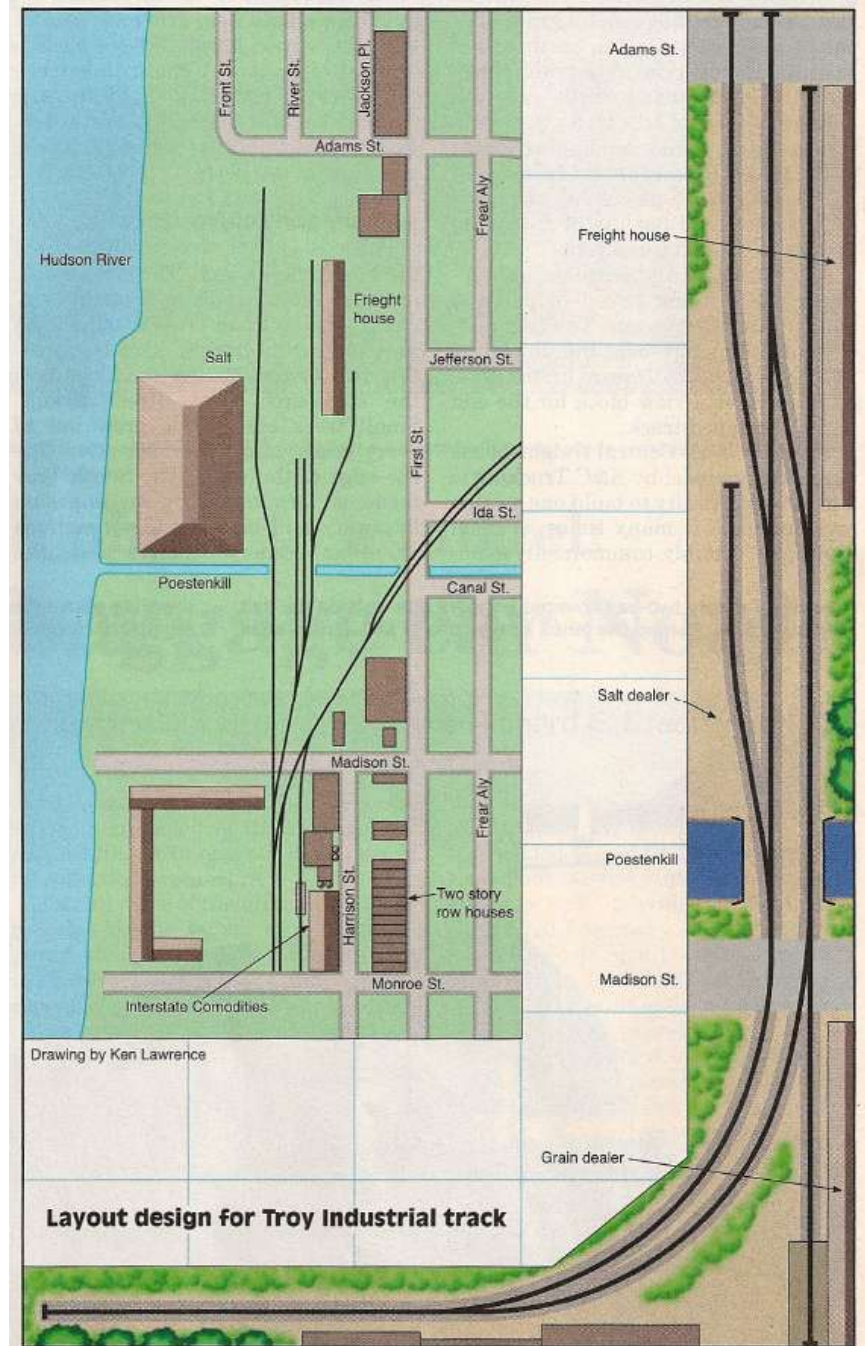 Front St.
River St.
Jackson Pl.
Adams St.
Adams St.
Frear Aly
Hudson River
Frieght
house
Freight house
Salt
Jefferson St.
First St.
Ida St.
Poestenkill
Canal St.
Salt dealer
Madison St.
Frear Aly
Poestenkill
Harrison St.
Two story
row houses
Madison St.
Monroe St.
Interstate Comodities
Drawing by Ken Lawrence
Grain dealer
Layout design for Troy Industrial track